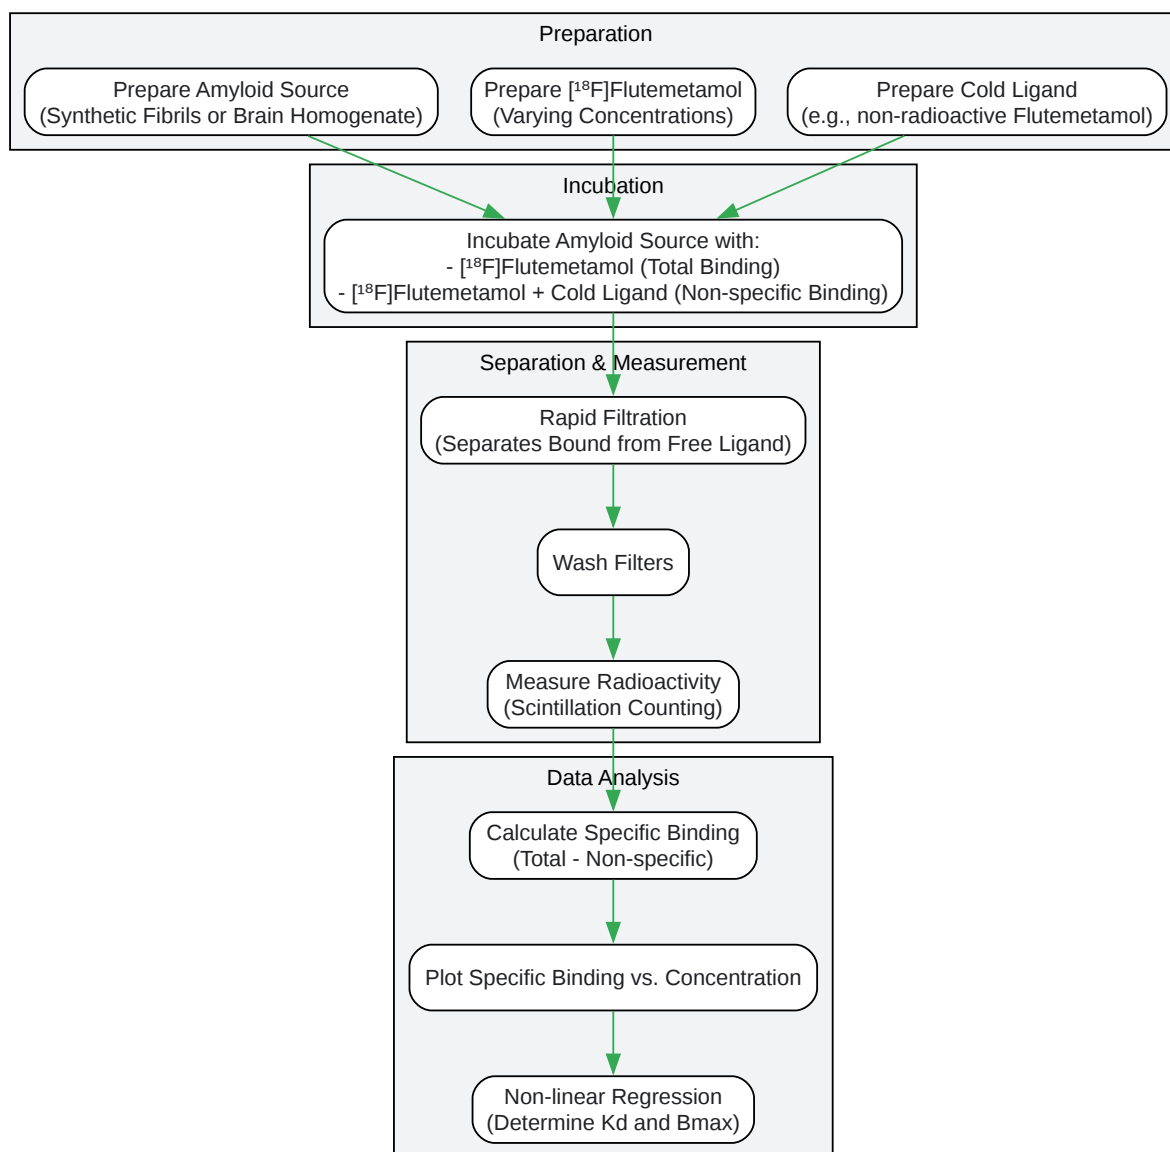 Preparation
Prepare Amyloid Source
(Synthetic Fibrils or Brain Homogenate)
Prepare [¹⁸F]Flutemetamol
(Varying Concentrations)
Prepare Cold Ligand
(e.g., non-radioactive Flutemetamol)
Incubation
Incubate Amyloid Source with:
- [¹⁸F]Flutemetamol (Total Binding)
- [¹⁸F]Flutemetamol + Cold Ligand (Non-specific Binding)
Separation & Measurement
Rapid Filtration
(Separates Bound from Free Ligand)
Wash Filters
Measure Radioactivity
(Scintillation Counting)
Data Analysis
Calculate Specific Binding
(Total - Non-specific)
Plot Specific Binding vs. Concentration
Non-linear Regression
(Determine Kd and Bmax)